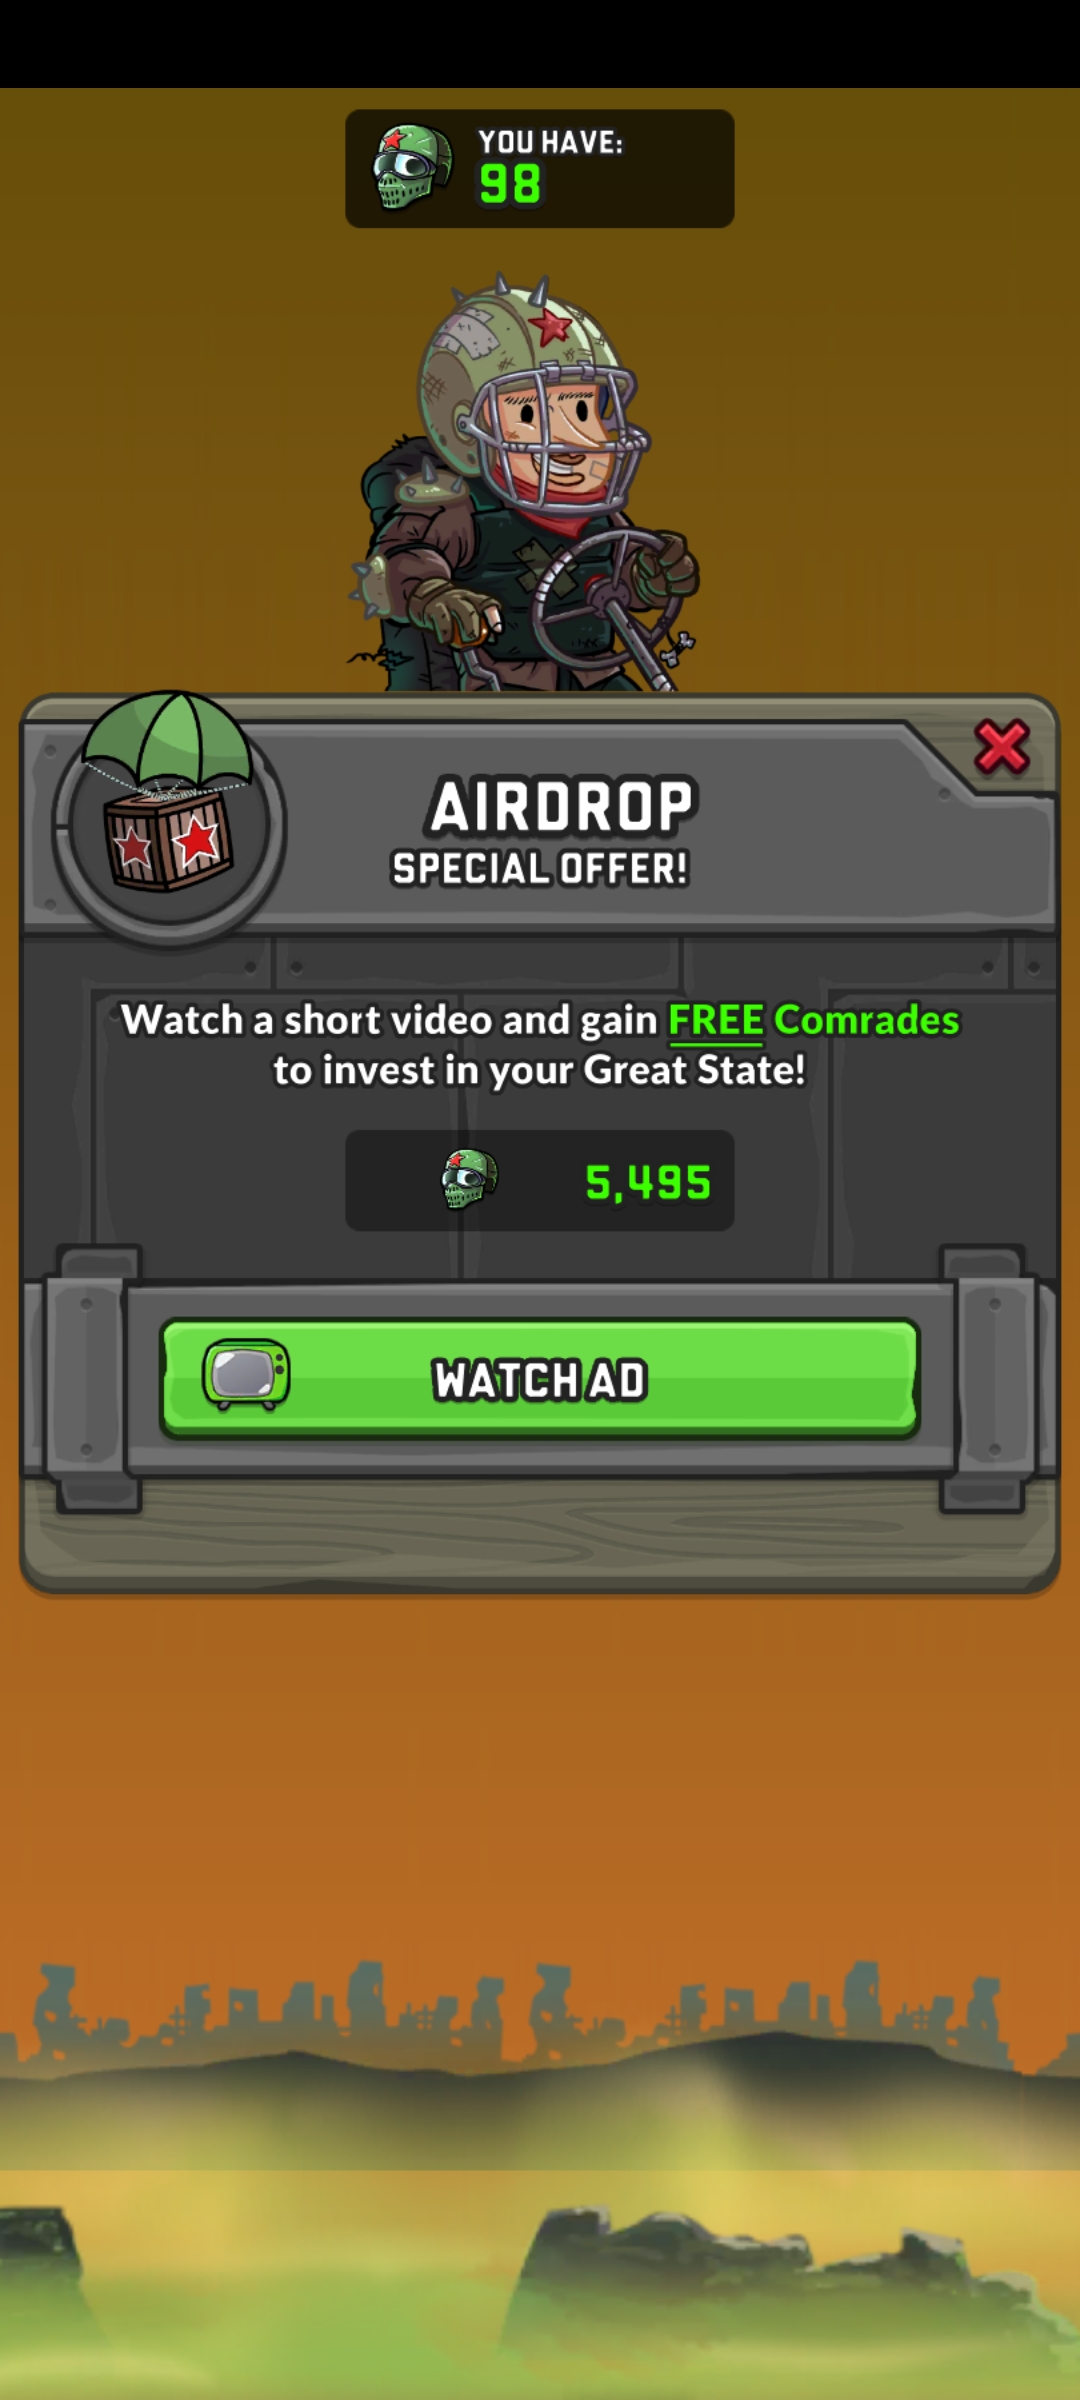 YOU HAVE:
98
AIRDROP
SPECIAL OFFER!
Watch a short video and gain FREE Comrades
to invest in your Great State!
5,495
WATCH AD